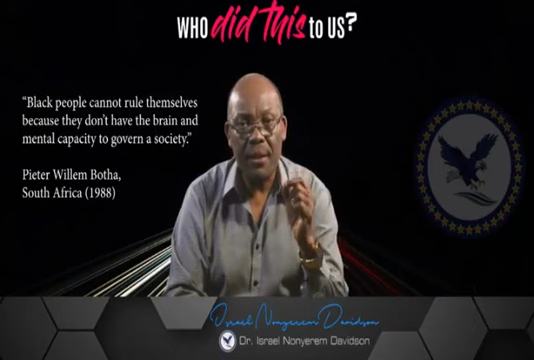 WHO did this to US?
“Black people cannot rule themselves
because they don't have the brain and
mental capacity to govern a society.”
Pieter Willem Botha,
South Africa (1988)
Israel Nonyerem Davidson
Dr. Israel Nonyerem Davidson